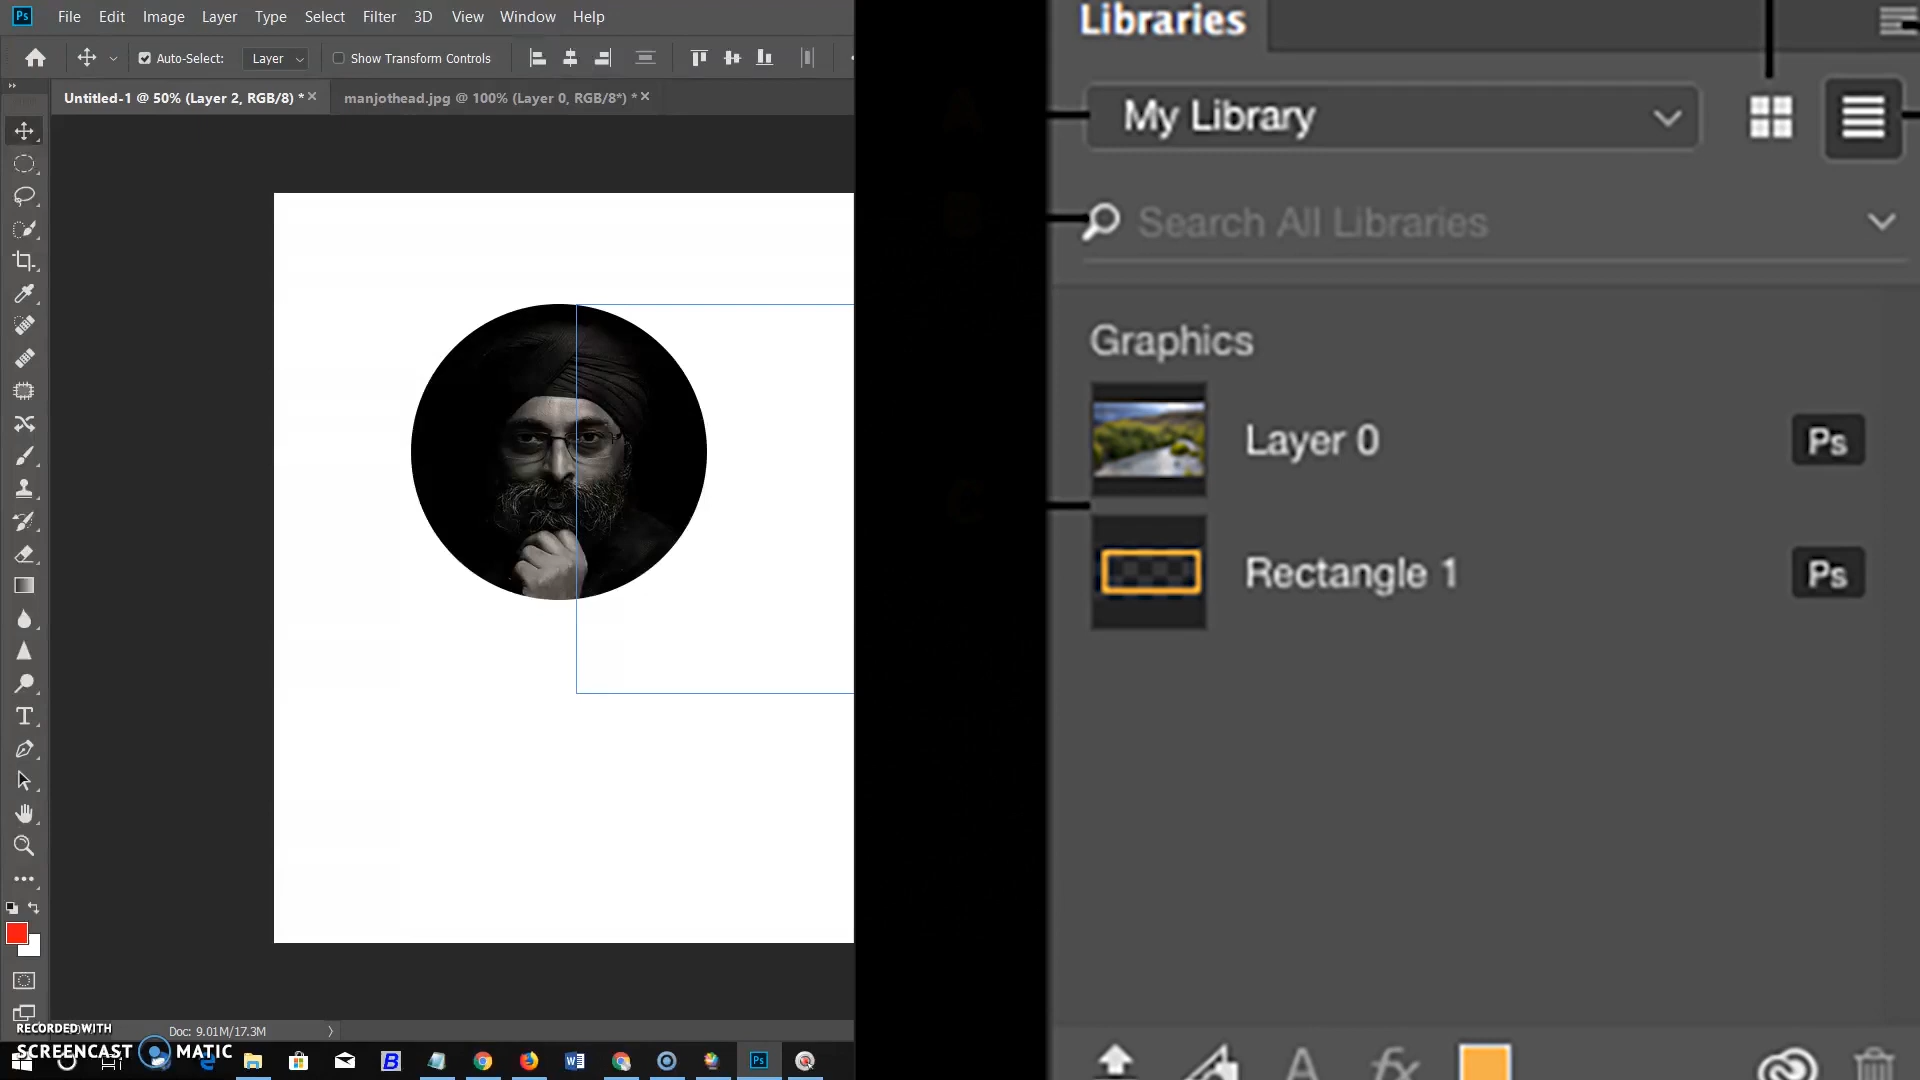 Ps File Edit Image Layer Type Select Filter 3D View Window Help
Auto-Select: Layer Show Transform Controls
Untitled-1 @ 50% (Layer 2, RGB/8) * manjothead.jpg @ 100% (Layer 0, RGB/8*) *
Doc: 9.01M/17.3M
RECORDED WITH
SCREENCAST MATIC
Libraries
My Library
Search All Libraries
Graphics
Layer 0 Ps
Rectangle 1 Ps
A fx